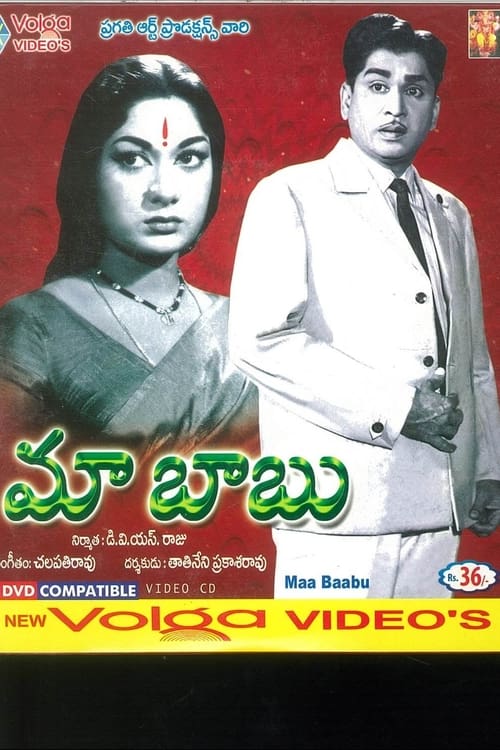 Volga
VIDEO'S
ప్రగతి ఆర్ట్ ప్రొడక్షన్స్ వారి
మా బాబు
నిర్మాత: డి.వి.యస్. రాజు
గీతం: చలపతిరావు దర్శకుడు: తాతినేని ప్రకాశరావు
Maa Baabu
Rs. 36/-
DVD COMPATIBLE VIDEO CD
NEW Volga VIDEO'S